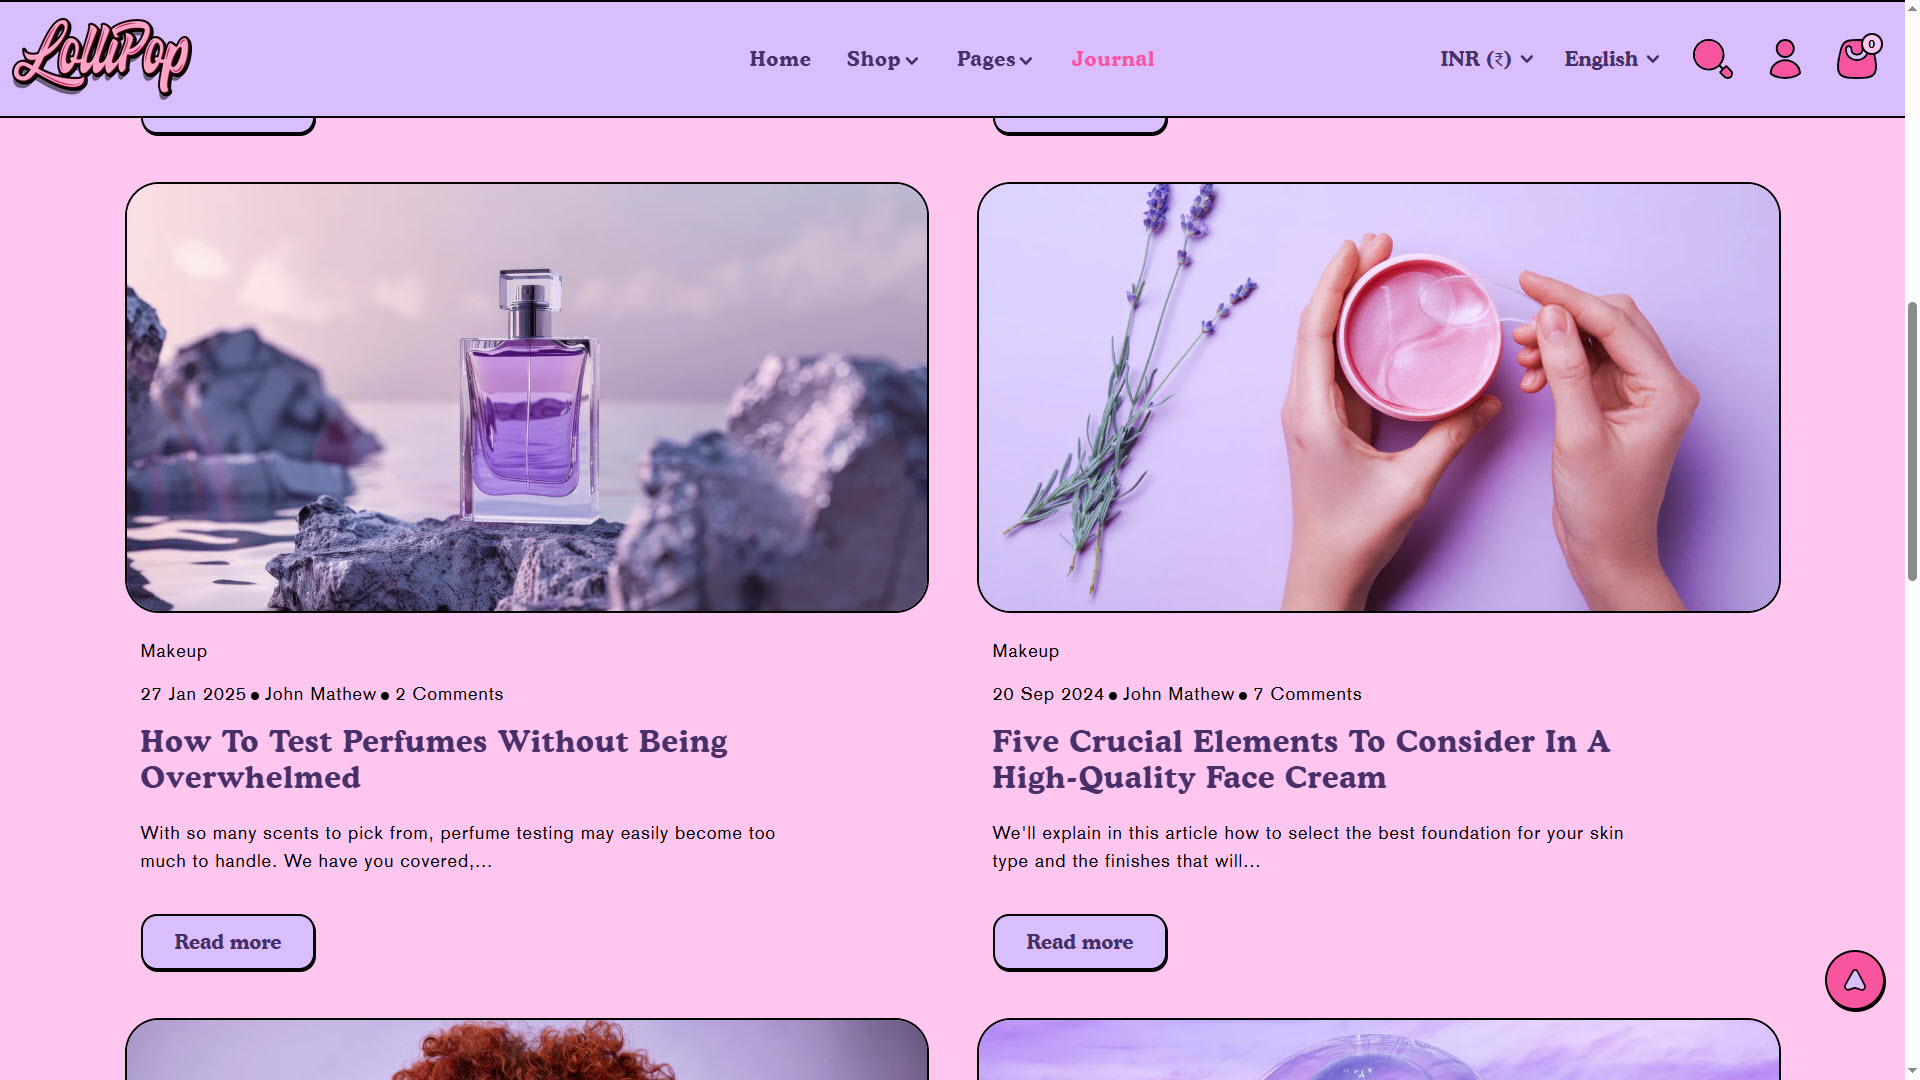 LolliPop
Home Shop Pages Journal
INR (₹) English
0
Makeup
27 Jan 2025 ● John Mathew ● 2 Comments
How To Test Perfumes Without Being
Overwhelmed
With so many scents to pick from, perfume testing may easily become too
much to handle. We have you covered,...
Read more
Makeup
20 Sep 2024 ● John Mathew ● 7 Comments
Five Crucial Elements To Consider In A
High-Quality Face Cream
We'll explain in this article how to select the best foundation for your skin
type and the finishes that will...
Read more